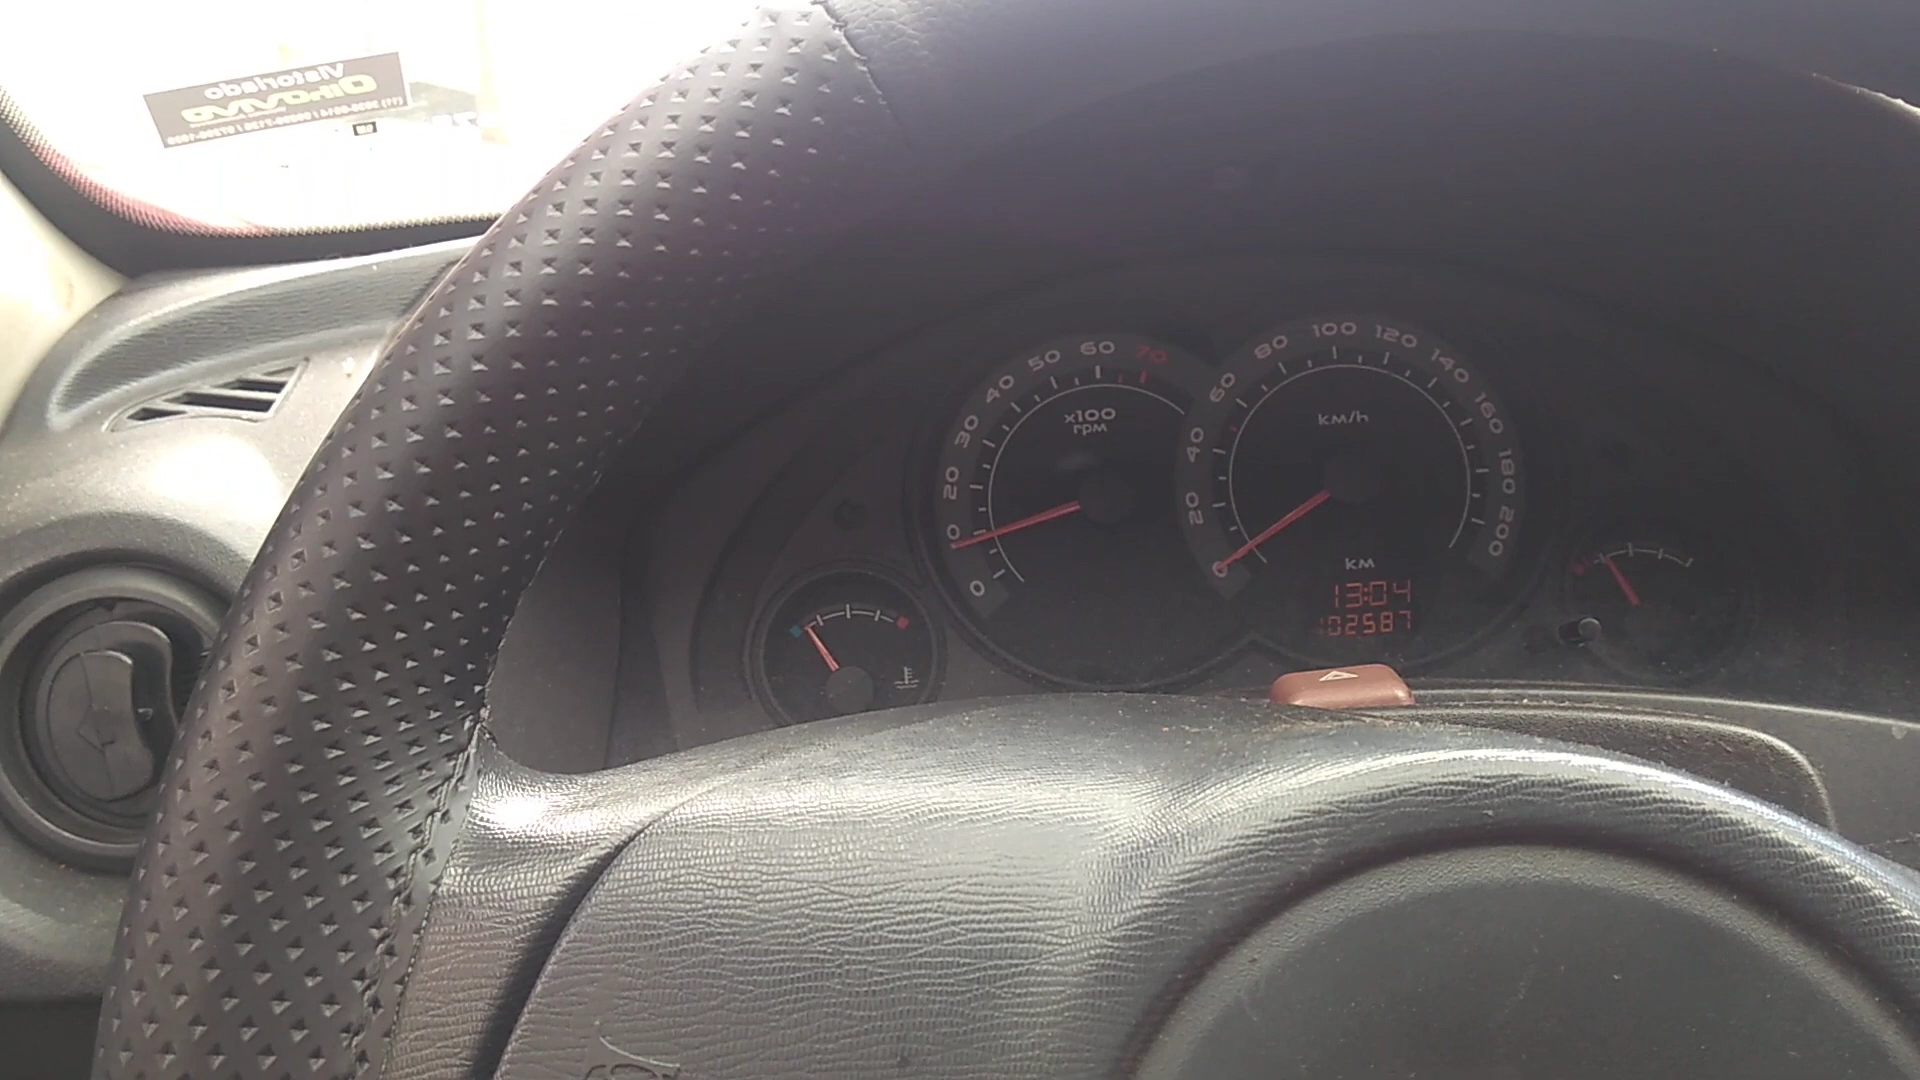 Vistoriado
0 10 20 30 40 50 60 70
x100
rpm
0 20 40 60 80 100 120 140 160 180 200
km/h
km
13:04
102587